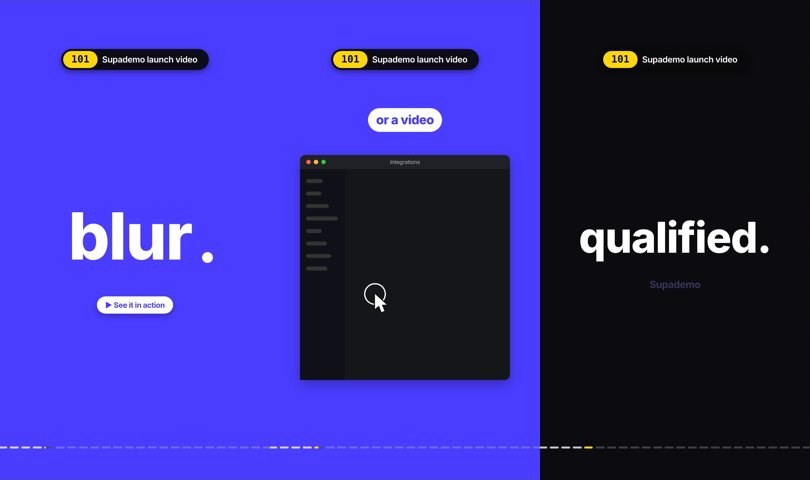 101 Supademo launch video
blur.
▶ See it in action
101 Supademo launch video
or a video
Integrations
101 Supademo launch video
qualified.
Supademo